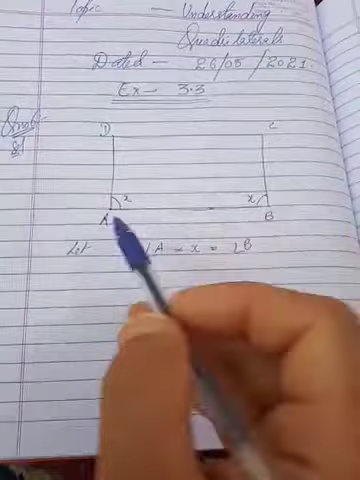 Topic — Understanding
Quadrilaterals
Dated — 26/05/2021.
Ex — 3.3
D C
x x
A B
Let ∠A = x = ∠B